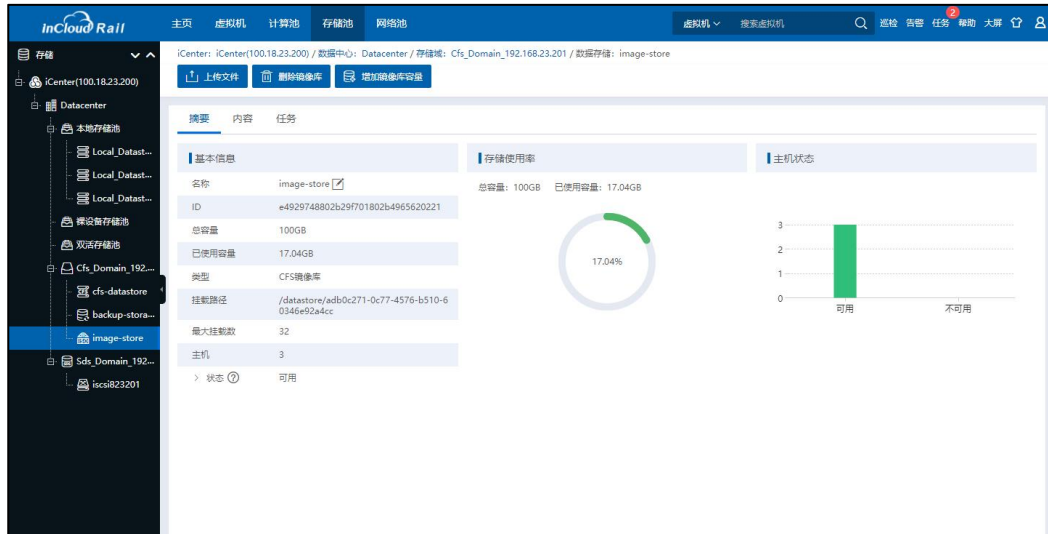 InCloud Rail
主页 虚拟机 计算池 存储池 网络池
虚拟机 搜索虚拟机 巡检 告警 任务 2 帮助 大屏
存储
iCenter(100.18.23.200)
Datacenter
本地存储池
Local_Datast...
Local_Datast...
Local_Datast...
裸设备存储池
双活存储池
Cfs_Domain_192....
cfs-datastore
backup-stora...
image-store
Sds_Domain_192...
iscsi823201
iCenter: iCenter(100.18.23.200) / 数据中心: Datacenter / 存储域: Cfs_Domain_192.168.23.201 / 数据存储: image-store
上传文件 删除镜像库 增加镜像库容量
摘要 内容 任务
基本信息
名称 image-store
ID e4929748802b29f701802b4965620221
总容量 100GB
已使用容量 17.04GB
类型 CFS镜像库
挂载路径 /datastore/adb0c271-0c77-4576-b510-6
0346e92a4cc
最大挂载数 32
主机 3
状态 ? 可用
存储使用率
总容量: 100GB 已使用容量: 17.04GB
17.04%
主机状态
3
2
1
0
可用 不可用